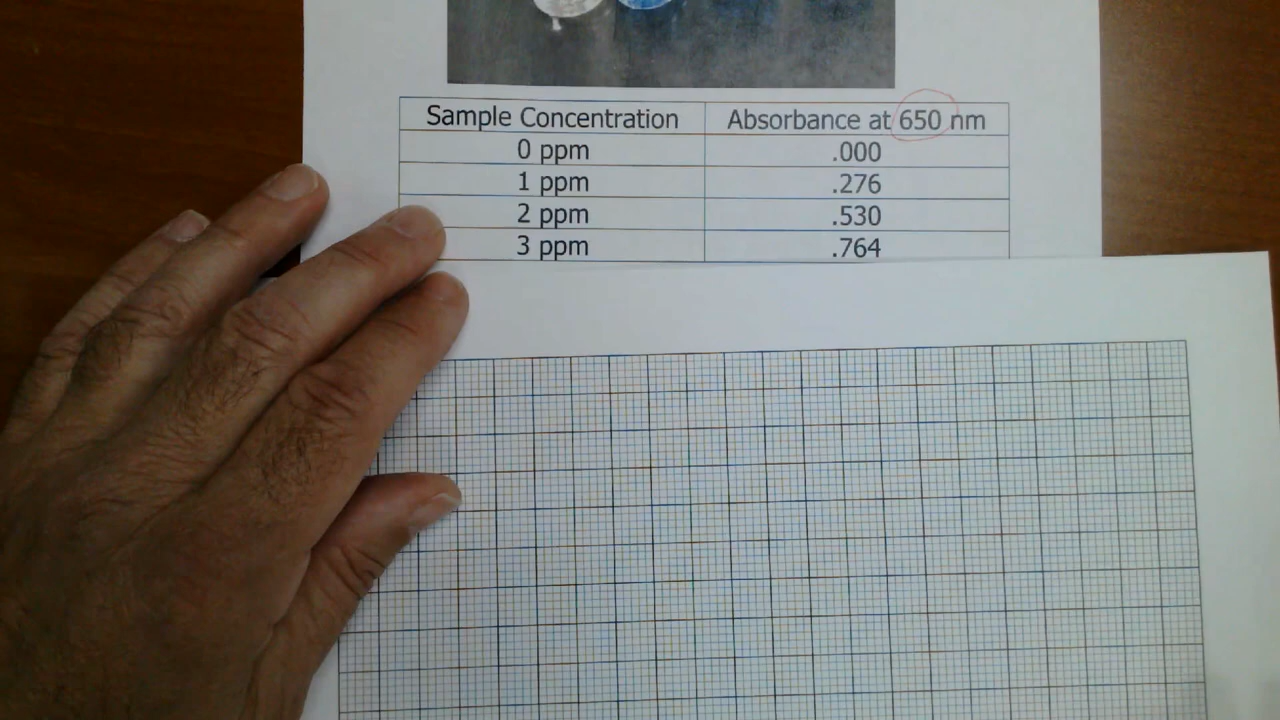 Sample Concentration Absorbance at 650 nm
0 ppm .000
1 ppm .276
2 ppm .530
3 ppm .764